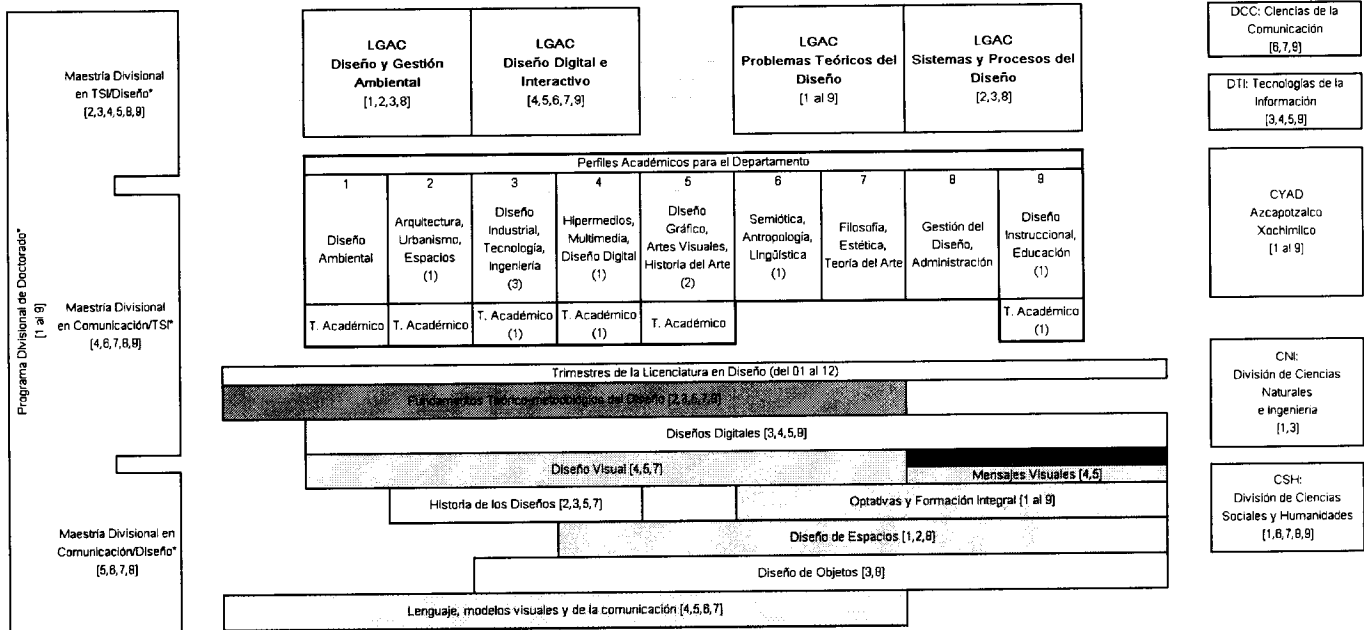 Programa Divisional de Doctorado*
[1 al 9]
Maestría Divisional
en TSI/Diseño*
[2,3,4,5,8,9]
Maestría Divisional
en Comunicación/TSI*
[4,6,7,8,9]
Maestría Divisional en
Comunicación/Diseño*
[5,6,7,8]
LGAC
Diseño y Gestión
Ambiental
[1,2,3,8]
LGAC
Diseño Digital e
Interactivo
[4,5,6,7,9]
LGAC
Problemas Teóricos del
Diseño
[1 al 9]
LGAC
Sistemas y Procesos del
Diseño
[2,3,8]
Perfiles Académicos para el Departamento
1
Diseño
Ambiental
T. Académico
2
Arquitectura,
Urbanismo,
Espacios
(1)
T. Académico
3
Diseño
Industrial,
Tecnología,
Ingeniería
(3)
T. Académico
(1)
4
Hipermedios,
Multimedia,
Diseño Digital
(1)
T. Académico
(1)
5
Diseño
Gráfico,
Artes Visuales,
Historia del Arte
(2)
T. Académico
6
Semiótica,
Antropología,
Lingüística
(1)
7
Filosofía,
Estética,
Teoría del Arte
8
Gestión del
Diseño,
Administración
9
Diseño
Instruccional,
Educación
(1)
T. Académico
(1)
Trimestres de la Licenciatura en Diseño (del 01 al 12)
Fundamentos Teórico-metodológicos del Diseño
Diseños Digitales [3,4,5,9]
Diseño Visual [4,5,7]
Mensajes Visuales [4,5]
Historia de los Diseños [2,3,5,7]
Optativas y Formación Integral [1 al 9]
Diseño de Espacios [1,2,8]
Diseño de Objetos [3,8]
Lenguaje, modelos visuales y de la comunicación [4,5,6,7]
DCC: Ciencias de la
Comunicación
[6,7,9]
DTI: Tecnologías de la
Información
[3,4,5,9]
CYAD
Azcapotzalco
Xochimilco
[1 al 9]
CNI:
División de Ciencias
Naturales
e Ingeniería
[1,3]
CSH:
División de Ciencias
Sociales y Humanidades
[1,6,7,8,9]